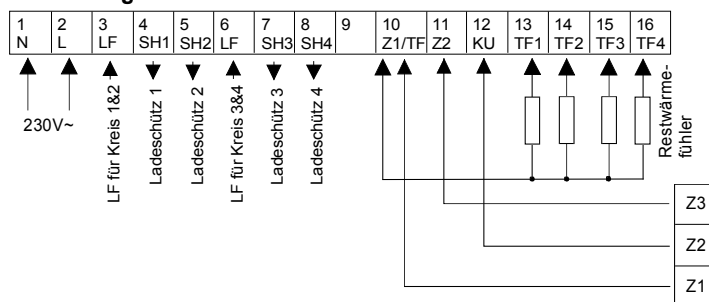 1 2 3 4 5 6 7 8 9 10 11 12 13 14 15 16
N L LF SH1 SH2 LF SH3 SH4 Z1/TF Z2 KU TF1 TF2 TF3 TF4
230V~
LF für Kreis 1&2
Ladeschütz 1
Ladeschütz 2
LF für Kreis 3&4
Ladeschütz 3
Ladeschütz 4
Restwärme-
fühler
Z3
Z2
Z1